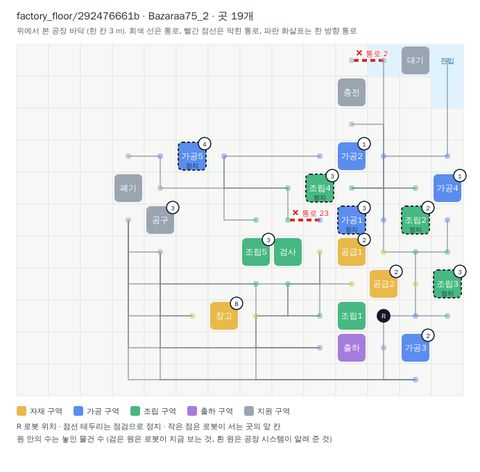 factory_floor/292476661b · Bazaraa75_2 · 곳 19개
위에서 본 공장 바닥 (한 칸 3 m). 회색 선은 통로, 빨간 점선은 막힌 통로, 파란 화살표는 한 방향 통로
✕ 통로 2
대기
충전
4
가공5
정지
1
가공2
폐기
3
조립4
정지
1
가공4
3
공구
✕ 통로 23
3
가공1
정지
2
조립2
정지
3
조립5
검사
2
공급1
2
공급2
3
조립3
정지
8
창고
조립1
R
출하
2
가공3
자재 구역
가공 구역
조립 구역
출하 구역
지원 구역
R 로봇 위치 · 점선 테두리는 점검으로 정지 · 작은 점은 로봇이 서는 곳의 앞 칸
원 안의 수는 놓인 물건 수 (검은 원은 로봇이 지금 보는 것, 흰 원은 공장 시스템이 알려 준 것)